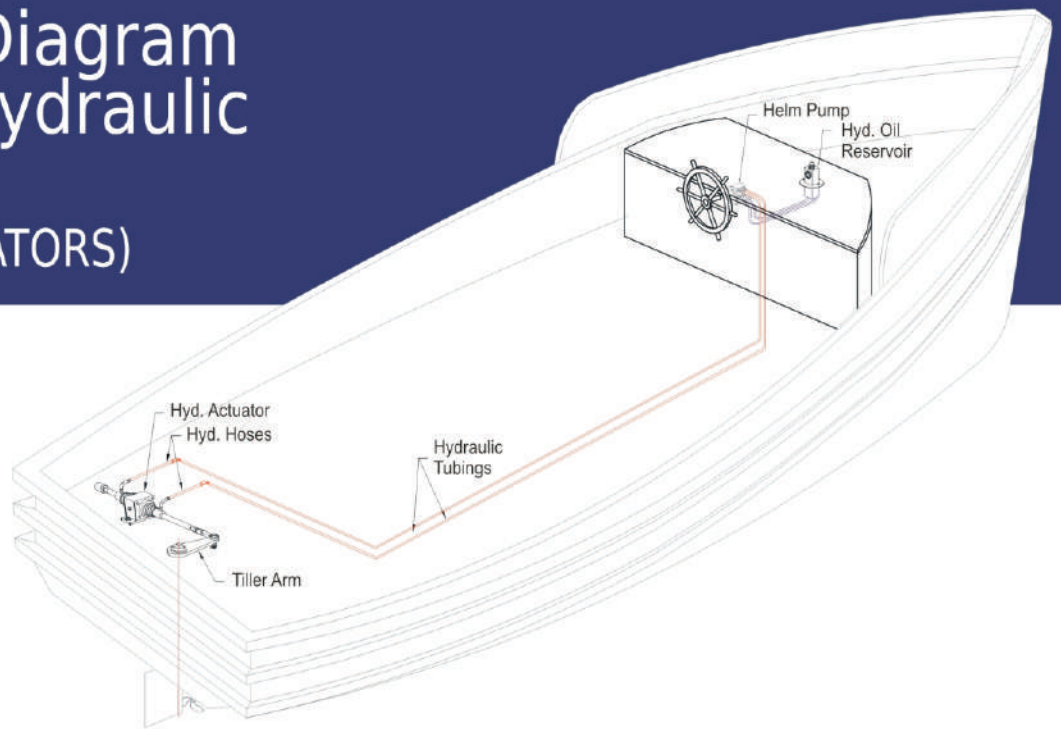 Diagram
ydraulic
ATORS)
Helm Pump
Hyd. Oil
Reservoir
Hyd. Actuator
Hyd. Hoses
Hydraulic
Tubings
Tiller Arm